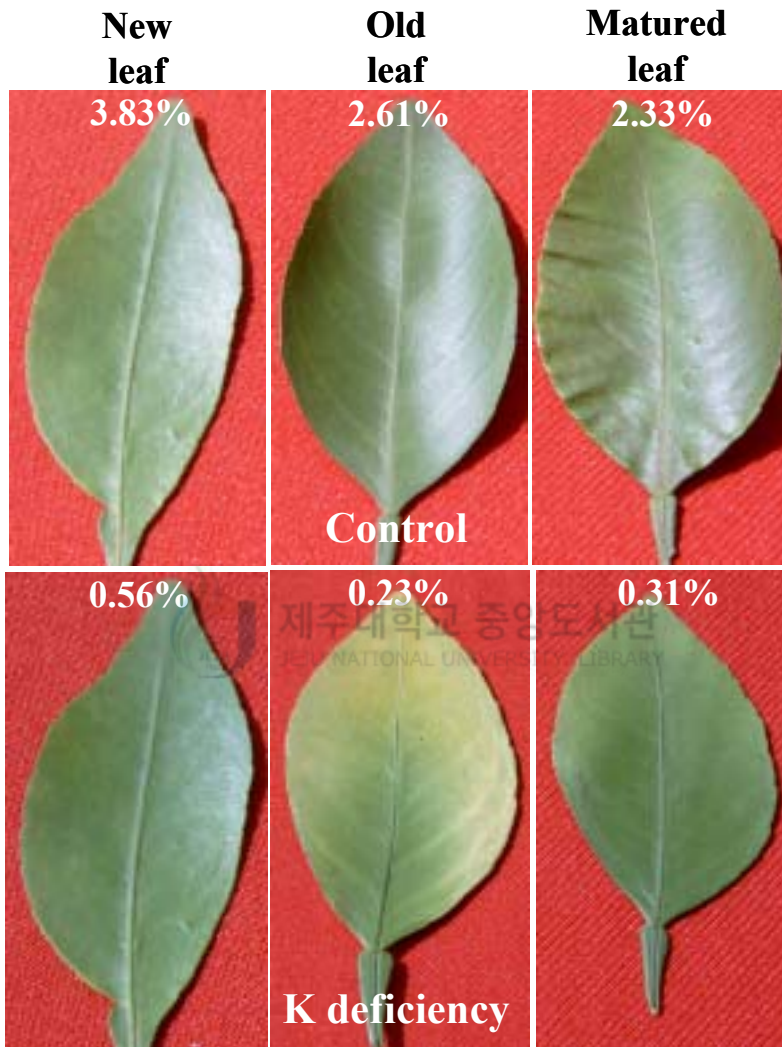 New Old Matured
leaf leaf leaf
3.83% 2.61% 2.33%
Control
0.56% 0.23% 0.31%
제주대학교 중앙도서관
JEJU NATIONAL UNIVERSITY LIBRARY
K deficiency